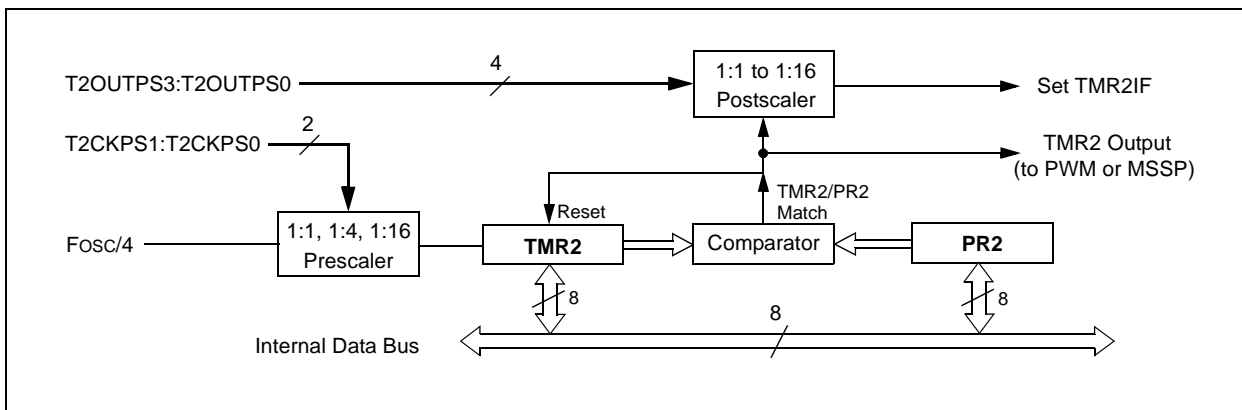 T2OUTPS3:T2OUTPS0
4
1:1 to 1:16
Postscaler
Set TMR2IF
T2CKPS1:T2CKPS0
2
TMR2 Output
(to PWM or MSSP)
TMR2/PR2
Match
Reset
FOSC/4
1:1, 1:4, 1:16
Prescaler
TMR2
Comparator
PR2
8
8
8
Internal Data Bus